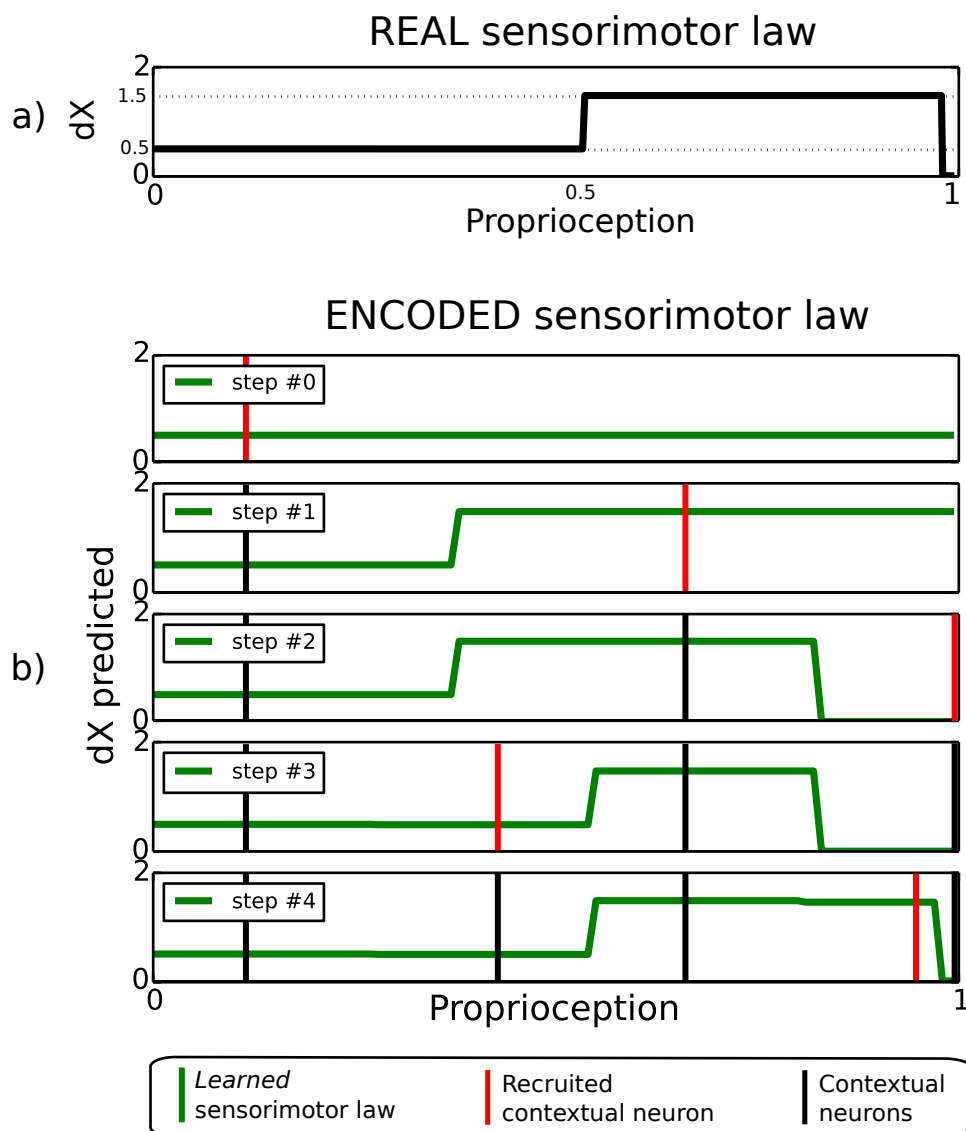 REAL sensorimotor law
a)
dX
2
1.5
0.5
0
0
0.5
1
Proprioception
ENCODED sensorimotor law
b)
dX predicted
2
step #0
0
2
step #1
0
2
step #2
0
2
step #3
0
2
step #4
0
0
1
Proprioception
Learned
sensorimotor law
Recruited
contextual neuron
Contextual
neurons